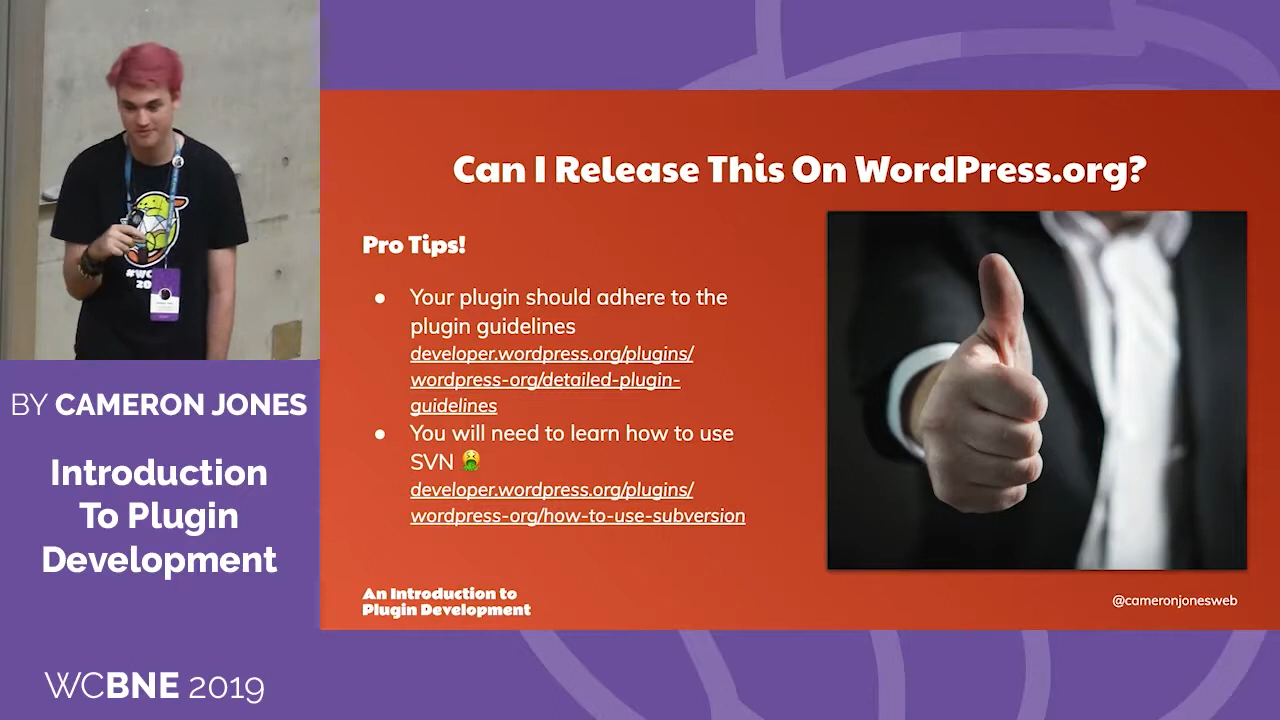 BY CAMERON JONES
Introduction
To Plugin
Development
WCBNE 2019
Can I Release This On WordPress.org?
Pro Tips!
● Your plugin should adhere to the
plugin guidelines
developer.wordpress.org/plugins/
wordpress-org/detailed-plugin-
guidelines
● You will need to learn how to use
SVN 🤮
developer.wordpress.org/plugins/
wordpress-org/how-to-use-subversion
An Introduction to
Plugin Development
@cameronjonesweb